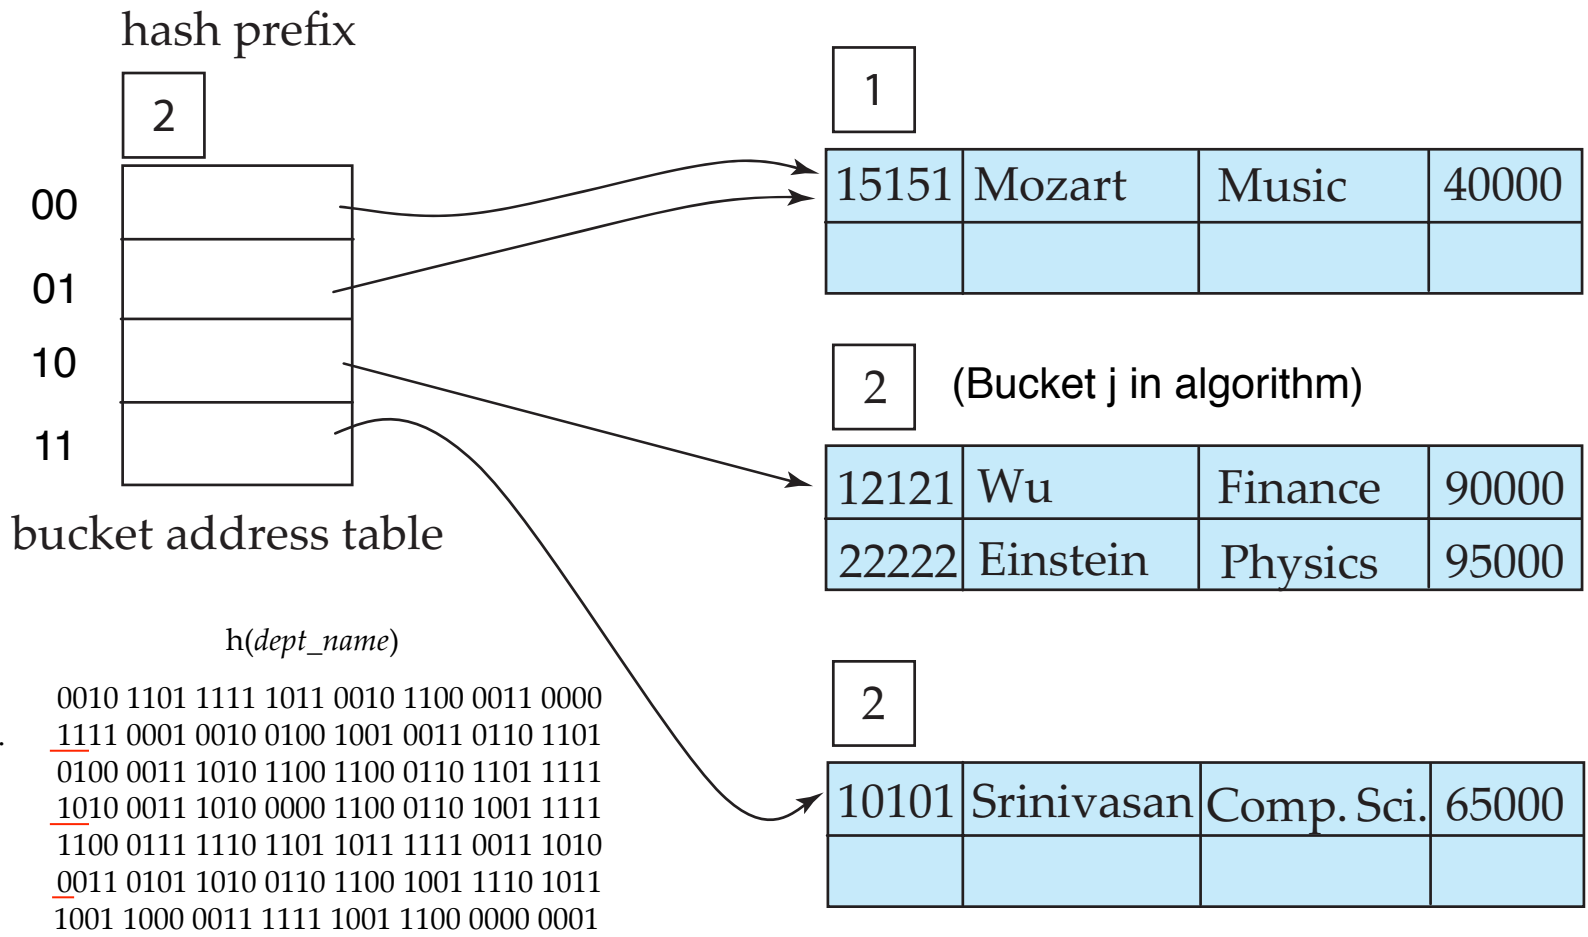 hash prefix
2
00
01
10
11
bucket address table
1
15151 Mozart Music 40000
2 (Bucket j in algorithm)
12121 Wu Finance 90000
22222 Einstein Physics 95000
2
10101 Srinivasan Comp. Sci. 65000
h(dept_name)
0010 1101 1111 1011 0010 1100 0011 0000
. 1111 0001 0010 0100 1001 0011 0110 1101
0100 0011 1010 1100 1100 0110 1101 1111
1010 0011 1010 0000 1100 0110 1001 1111
1100 0111 1110 1101 1011 1111 0011 1010
0011 0101 1010 0110 1100 1001 1110 1011
1001 1000 0011 1111 1001 1100 0000 0001